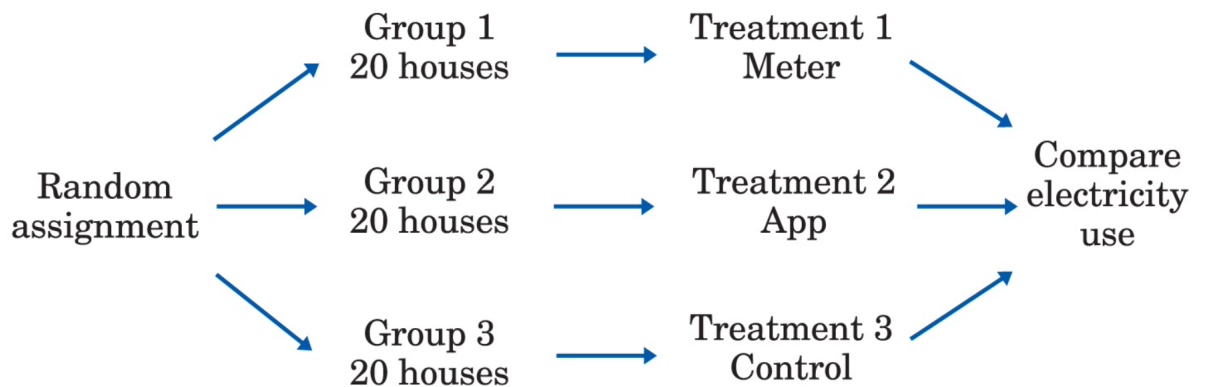 Random
assignment
Group 1
20 houses
Treatment 1
Meter
Group 2
20 houses
Treatment 2
App
Group 3
20 houses
Treatment 3
Control
Compare
electricity
use